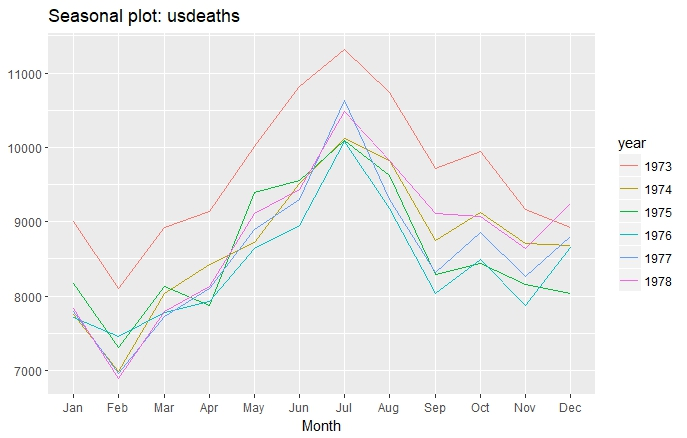 Seasonal plot: usdeaths
11000
10000
9000
8000
7000
Jan Feb Mar Apr May Jun Jul Aug Sep Oct Nov Dec
Month
year
1973
1974
1975
1976
1977
1978